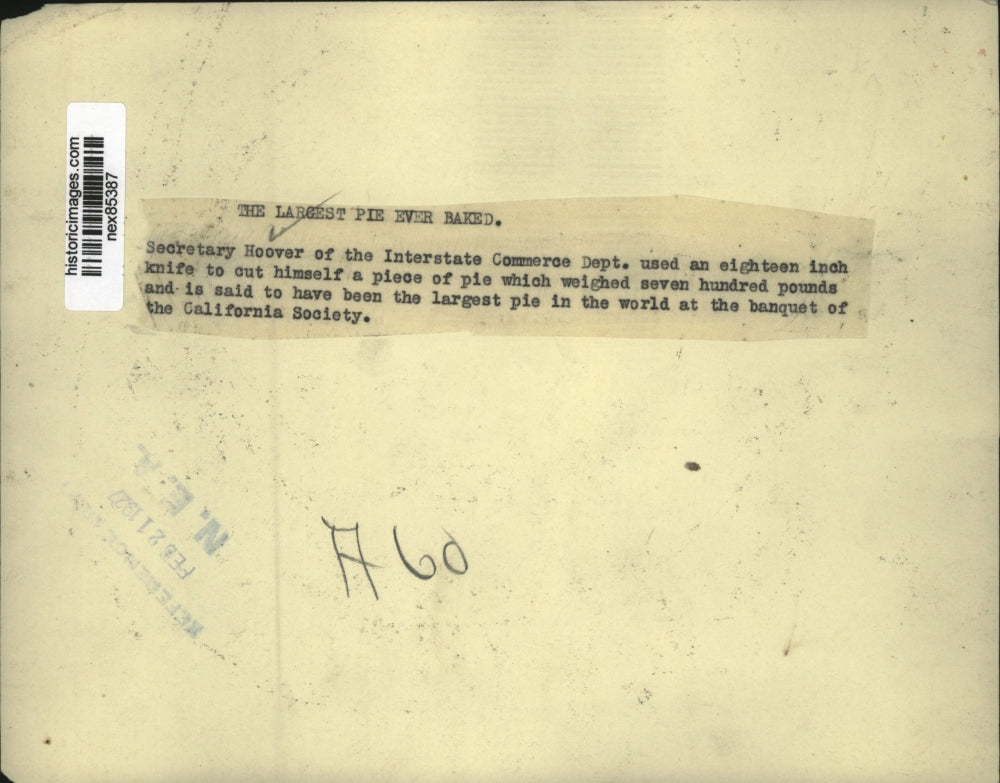 historicimages.com
nex85387
THE LARGEST PIE EVER BAKED.
Secretary Hoover of the Interstate Commerce Dept. used an eighteen inch
knife to cut himself a piece of pie which weighed seven hundred pounds
and is said to have been the largest pie in the world at the banquet of
the California Society.
N. E. A.
FEB 21 1927
A60